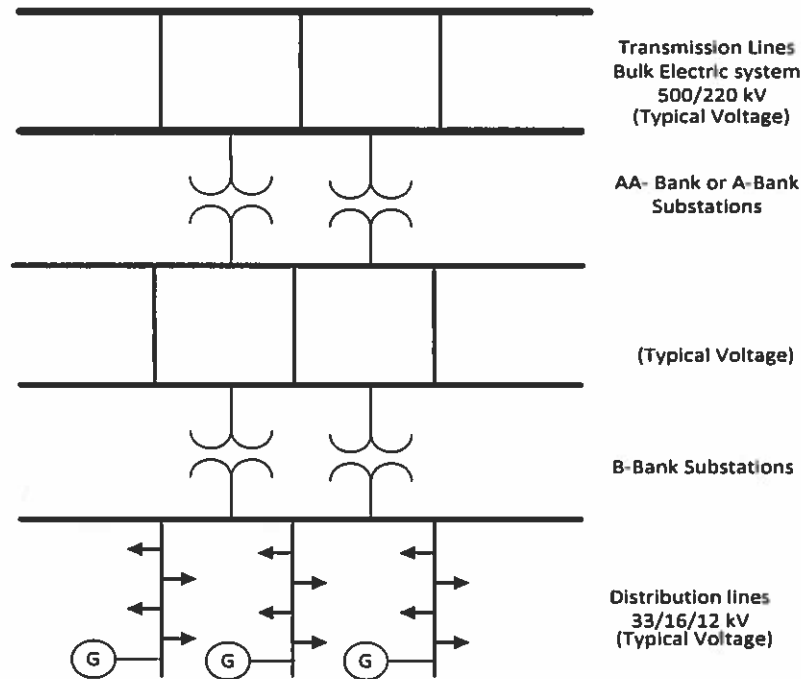 Transmission Lines
Bulk Electric system
500/220 kV
(Typical Voltage)
AA- Bank or A-Bank
Substations
(Typical Voltage)
B-Bank Substations
Distribution lines
33/16/12 kV
(Typical Voltage)
G G G